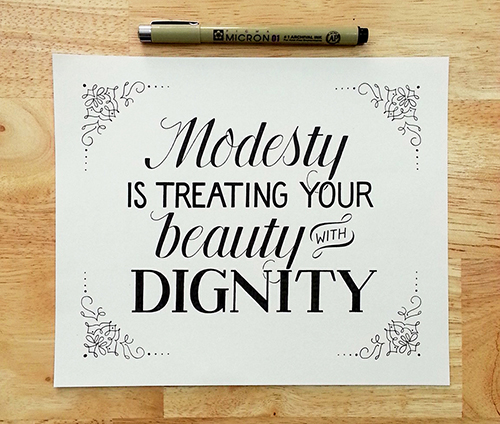 MICRON 01
Modesty
IS TREATING YOUR
beauty WITH
DIGNITY